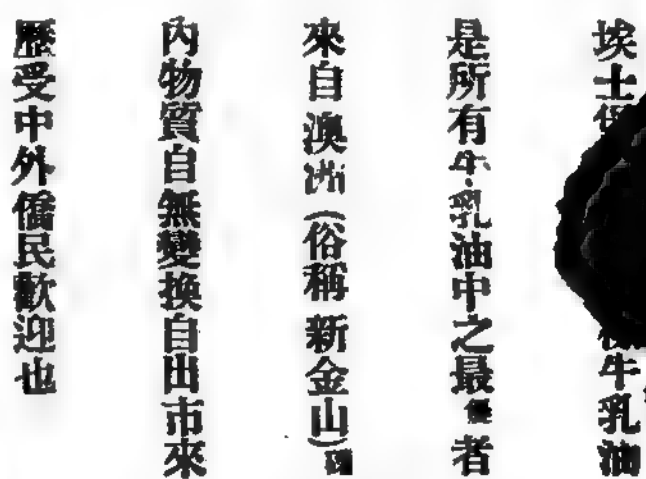 埃士牛乳油
是所有牛乳油中之最者
來自澳洲（俗稱新金山）
內物質自無變換自出市來
歷受中外僑民歡迎也